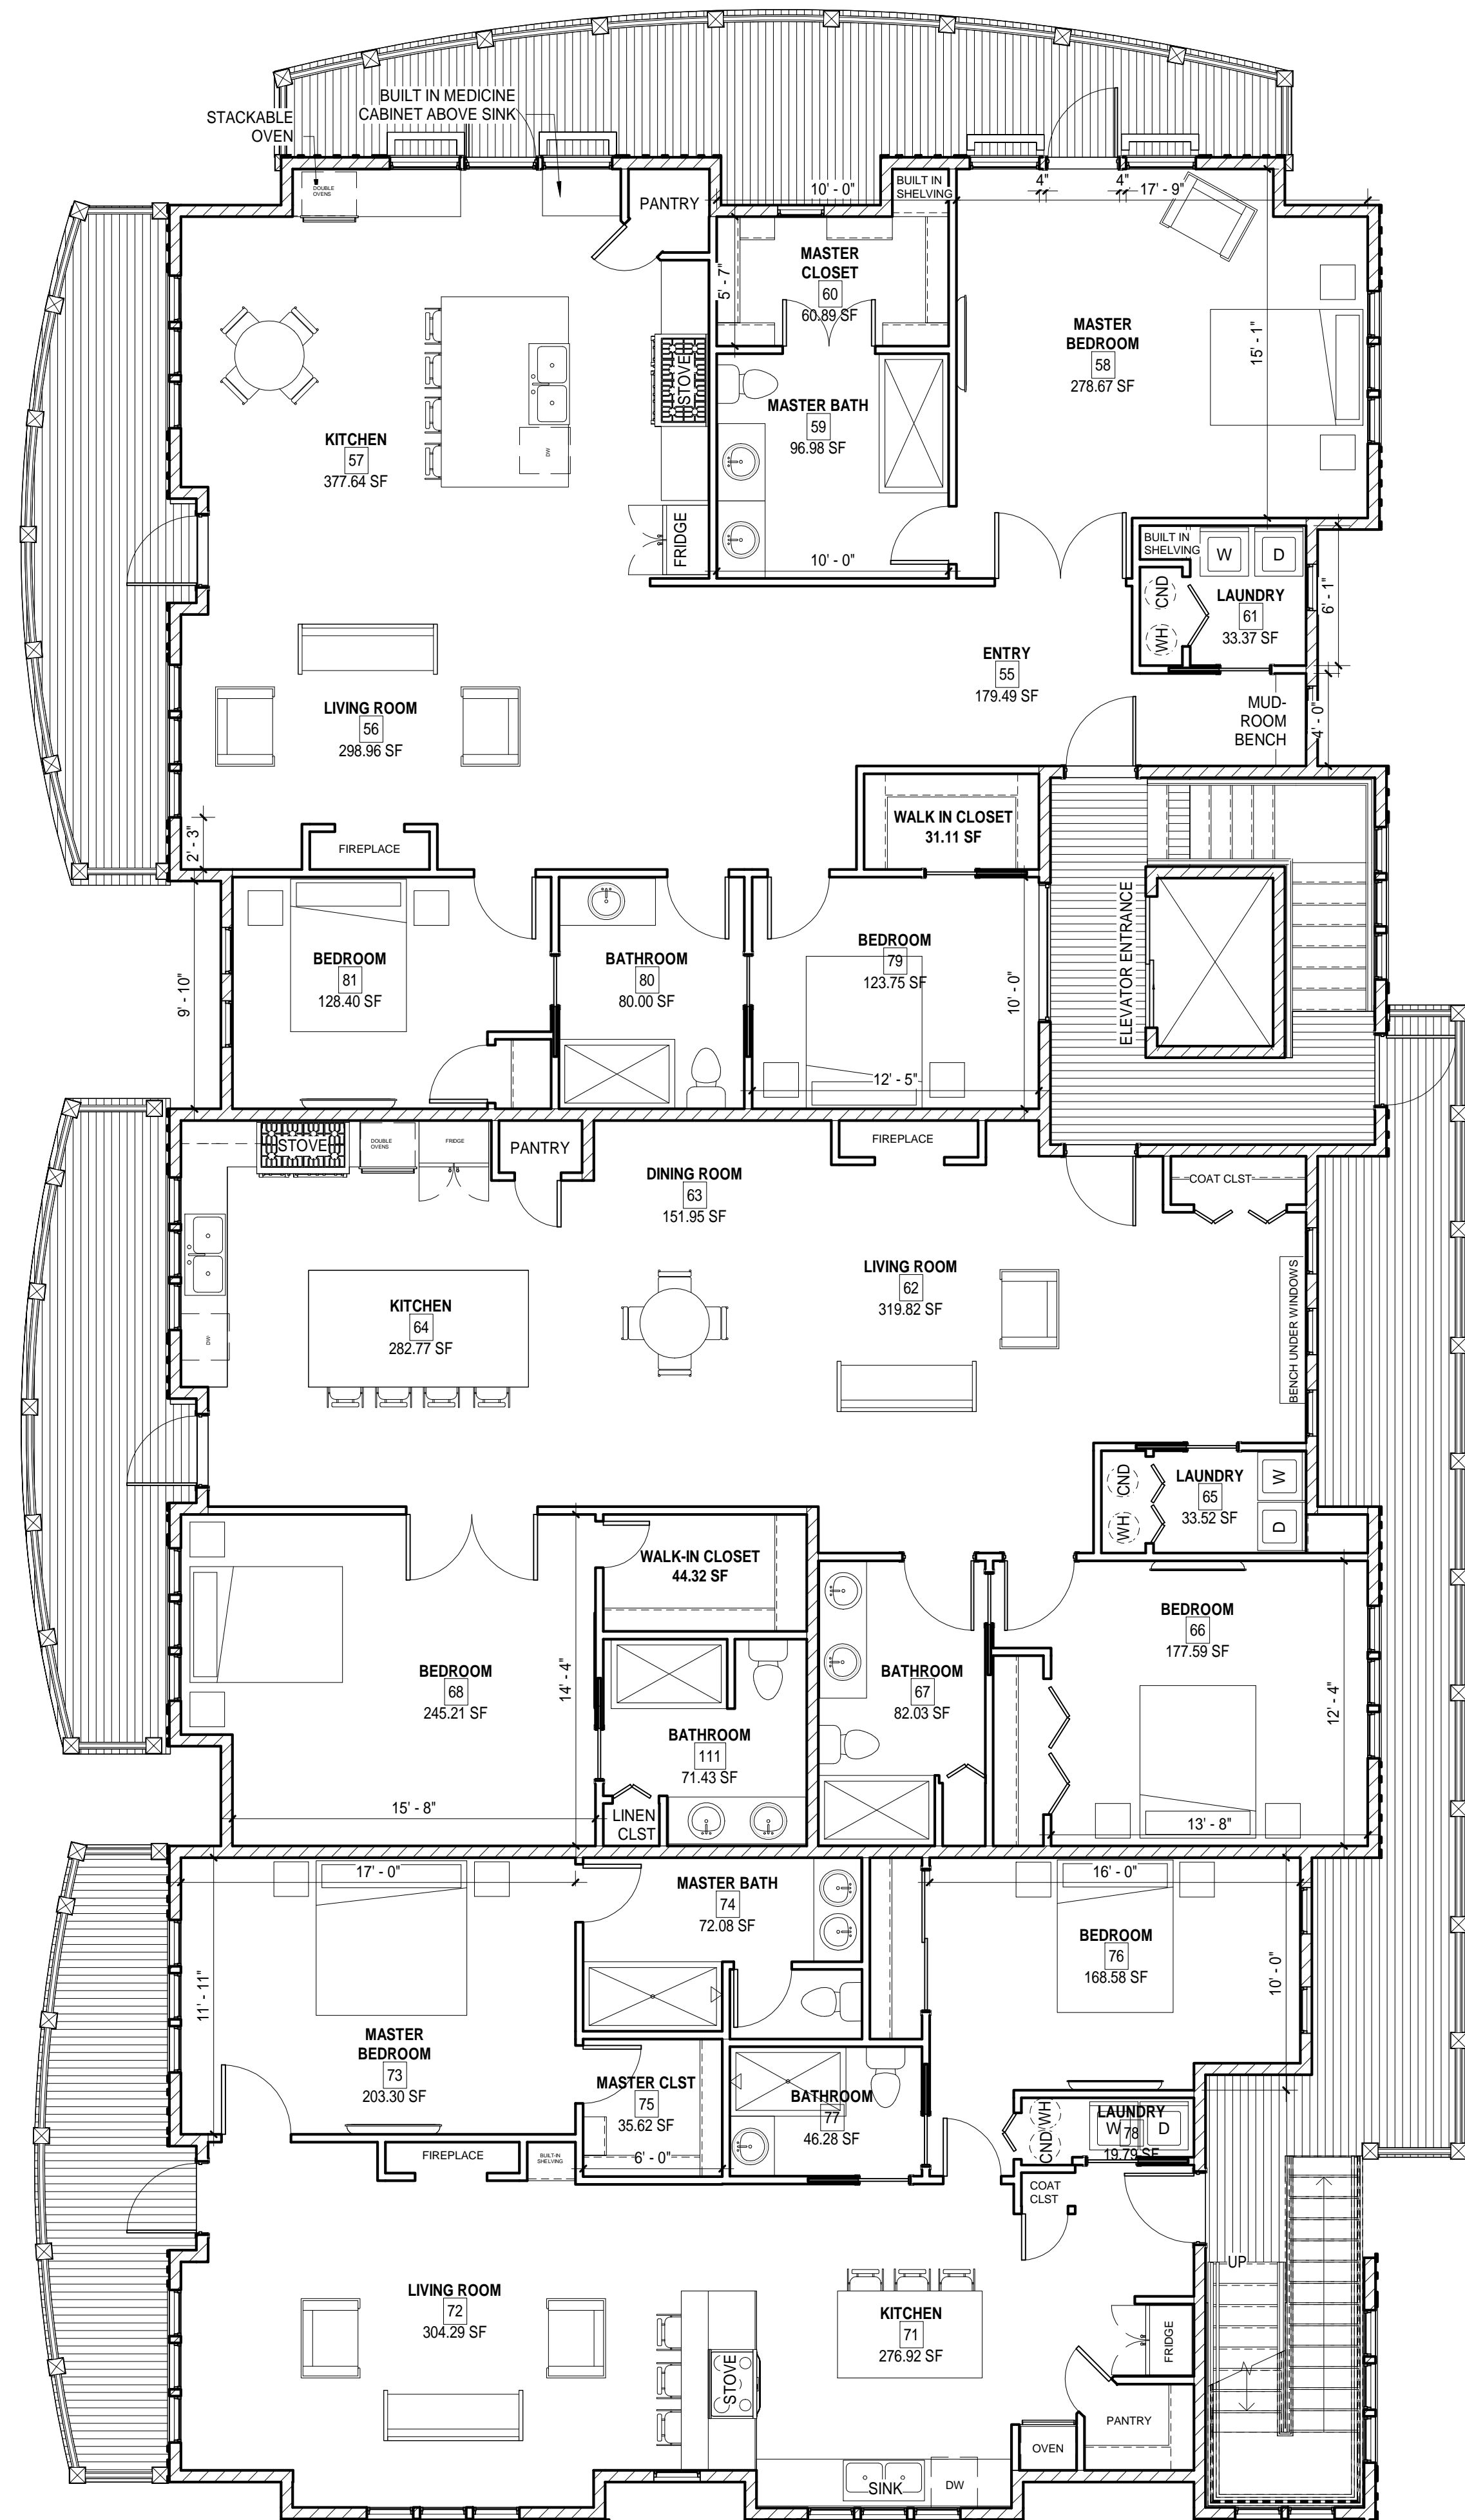 BUILT IN MEDICINE
CABINET ABOVE SINK
STACKABLE
OVEN
DOUBLE
OVENS
PANTRY
10' - 0"
BUILT IN
SHELVING
4"
4"
17' - 9"
MASTER
CLOSET
60
60.89 SF
5' - 7"
MASTER
BEDROOM
58
278.67 SF
15' - 1"
STOVE
MASTER BATH
59
96.98 SF
KITCHEN
57
377.64 SF
DW
FRIDGE
10' - 0"
BUILT IN
SHELVING
W
D
CND
WH
LAUNDRY
61
33.37 SF
6' - 1"
ENTRY
55
179.49 SF
MUD-
ROOM
BENCH
4' - 0"
LIVING ROOM
56
298.96 SF
2' - 3"
FIREPLACE
WALK IN CLOSET
31.11 SF
ELEVATOR ENTRANCE
BEDROOM
81
128.40 SF
BATHROOM
80
80.00 SF
BEDROOM
79
123.75 SF
9' - 10"
10' - 0"
12' - 5"
STOVE
DOUBLE
OVENS
FRIDGE
PANTRY
FIREPLACE
DINING ROOM
63
151.95 SF
COAT CLST
LIVING ROOM
62
319.82 SF
KITCHEN
64
282.77 SF
DW
BENCH UNDER WINDOWS
CND
WH
LAUNDRY
65
33.52 SF
W
D
WALK-IN CLOSET
44.32 SF
BEDROOM
66
177.59 SF
BEDROOM
68
245.21 SF
14' - 4"
BATHROOM
67
82.03 SF
12' - 4"
BATHROOM
111
71.43 SF
15' - 8"
LINEN
CLST
13' - 8"
17' - 0"
MASTER BATH
74
72.08 SF
16' - 0"
BEDROOM
76
168.58 SF
11' - 11"
10' - 0"
MASTER
BEDROOM
73
203.30 SF
MASTER CLST
75
35.62 SF
6' - 0"
BATHROOM
77
46.28 SF
WH
CND
LAUNDRY
W
78
D
19.79 SF
FIREPLACE
BUILT-IN
SHELVING
COAT
CLST
UP
LIVING ROOM
72
304.29 SF
KITCHEN
71
276.92 SF
FRIDGE
STOVE
PANTRY
OVEN
SINK
DW